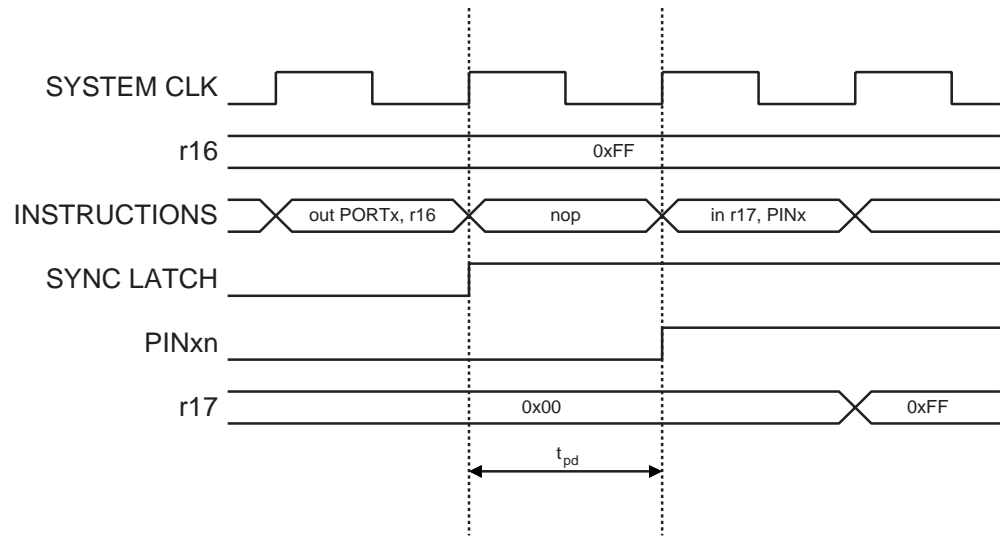 SYSTEM CLK
r16 0xFF
INSTRUCTIONS out PORTx, r16 nop in r17, PINx
SYNC LATCH
PINxn
r17 0x00 0xFF
tpd